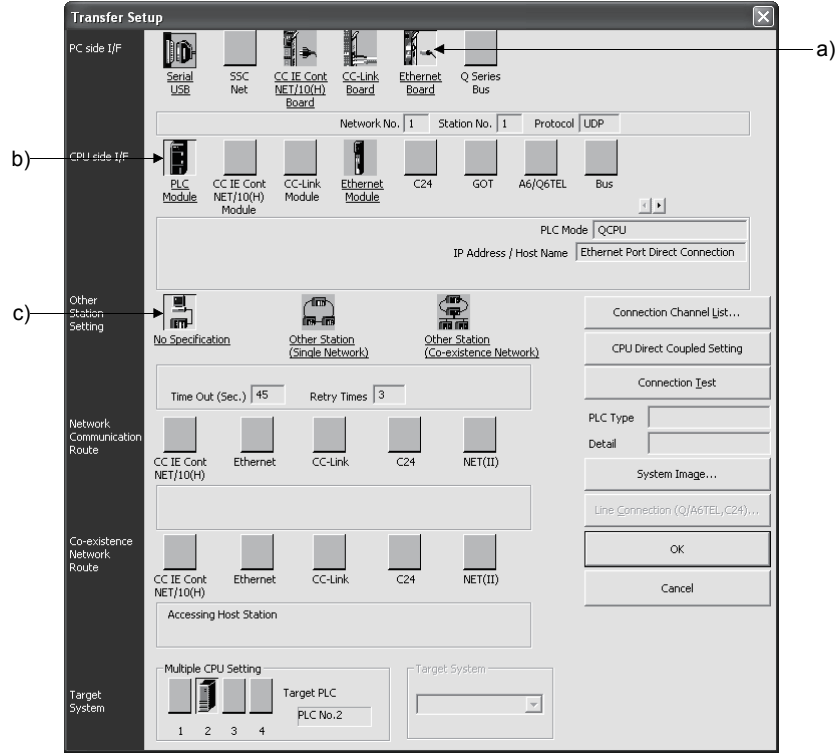 Transfer Setup
a)
PC side I/F
Serial USB
SSC Net
CC IE Cont NET/10(H) Board
CC-Link Board
Ethernet Board
Q Series Bus
Network No. 1 Station No. 1 Protocol UDP
b)
CPU side I/F
PLC Module
CC IE Cont NET/10(H) Module
CC-Link Module
Ethernet Module
C24
GOT
A6/Q6TEL
Bus
PLC Mode QCPU
IP Address / Host Name Ethernet Port Direct Connection
c)
Other Station Setting
No Specification
Other Station (Single Network)
Other Station (Co-existence Network)
Time Out (Sec.) 45 Retry Times 3
Connection Channel List...
CPU Direct Coupled Setting
Connection Test
PLC Type
Detail
System Image...
Line Connection (Q/A6TEL,C24)...
OK
Cancel
Network Communication Route
CC IE Cont NET/10(H)
Ethernet
CC-Link
C24
NET(II)
Co-existence Network Route
CC IE Cont NET/10(H)
Ethernet
CC-Link
C24
NET(II)
Accessing Host Station
Target System
Multiple CPU Setting
1 2 3 4
Target PLC
PLC No.2
Target System